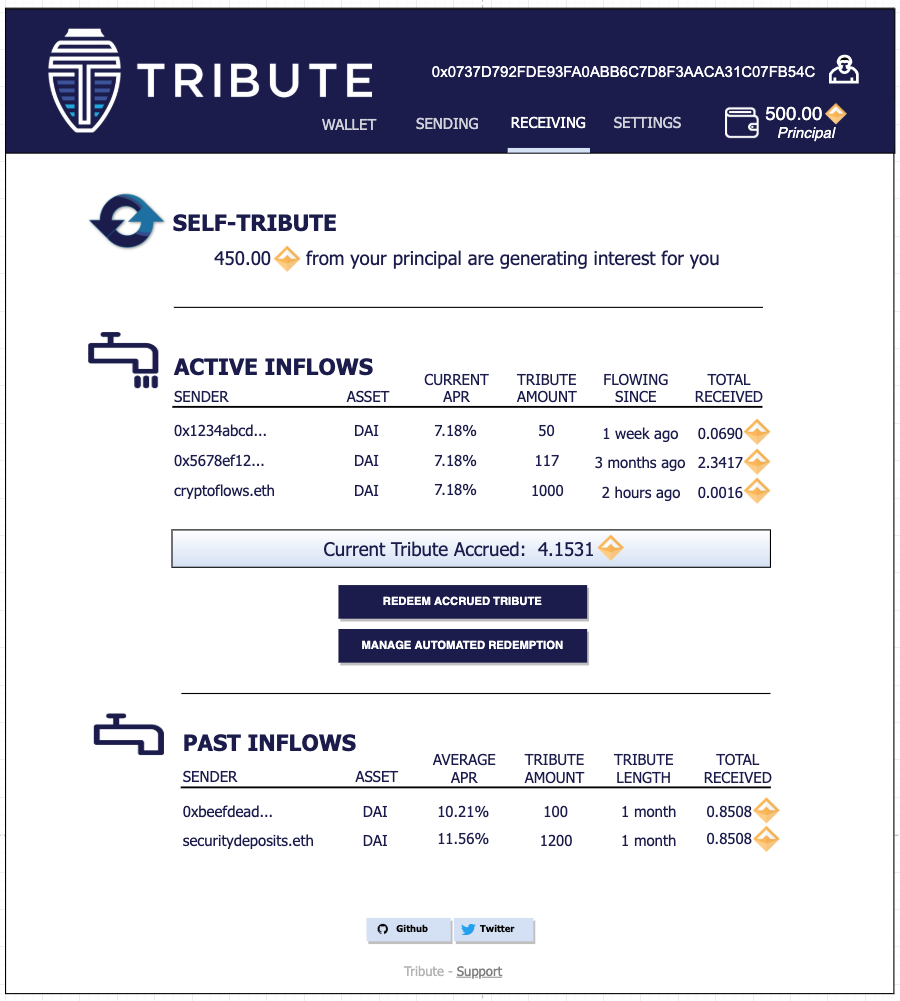 TRIBUTE
0x0737D792FDE93FA0ABB6C7D8F3AACA31C07FB54C
WALLET SENDING RECEIVING SETTINGS
500.00
Principal
SELF-TRIBUTE
450.00 from your principal are generating interest for you
ACTIVE INFLOWS
SENDER ASSET CURRENT APR TRIBUTE AMOUNT FLOWING SINCE TOTAL RECEIVED
0x1234abcd... DAI 7.18% 50 1 week ago 0.0690
0x5678ef12... DAI 7.18% 117 3 months ago 2.3417
cryptoflows.eth DAI 7.18% 1000 2 hours ago 0.0016
Current Tribute Accrued: 4.1531
REDEEM ACCRUED TRIBUTE
MANAGE AUTOMATED REDEMPTION
PAST INFLOWS
SENDER ASSET AVERAGE APR TRIBUTE AMOUNT TRIBUTE LENGTH TOTAL RECEIVED
0xbeefdead... DAI 10.21% 100 1 month 0.8508
securitydeposits.eth DAI 11.56% 1200 1 month 0.8508
Github Twitter
Tribute - Support